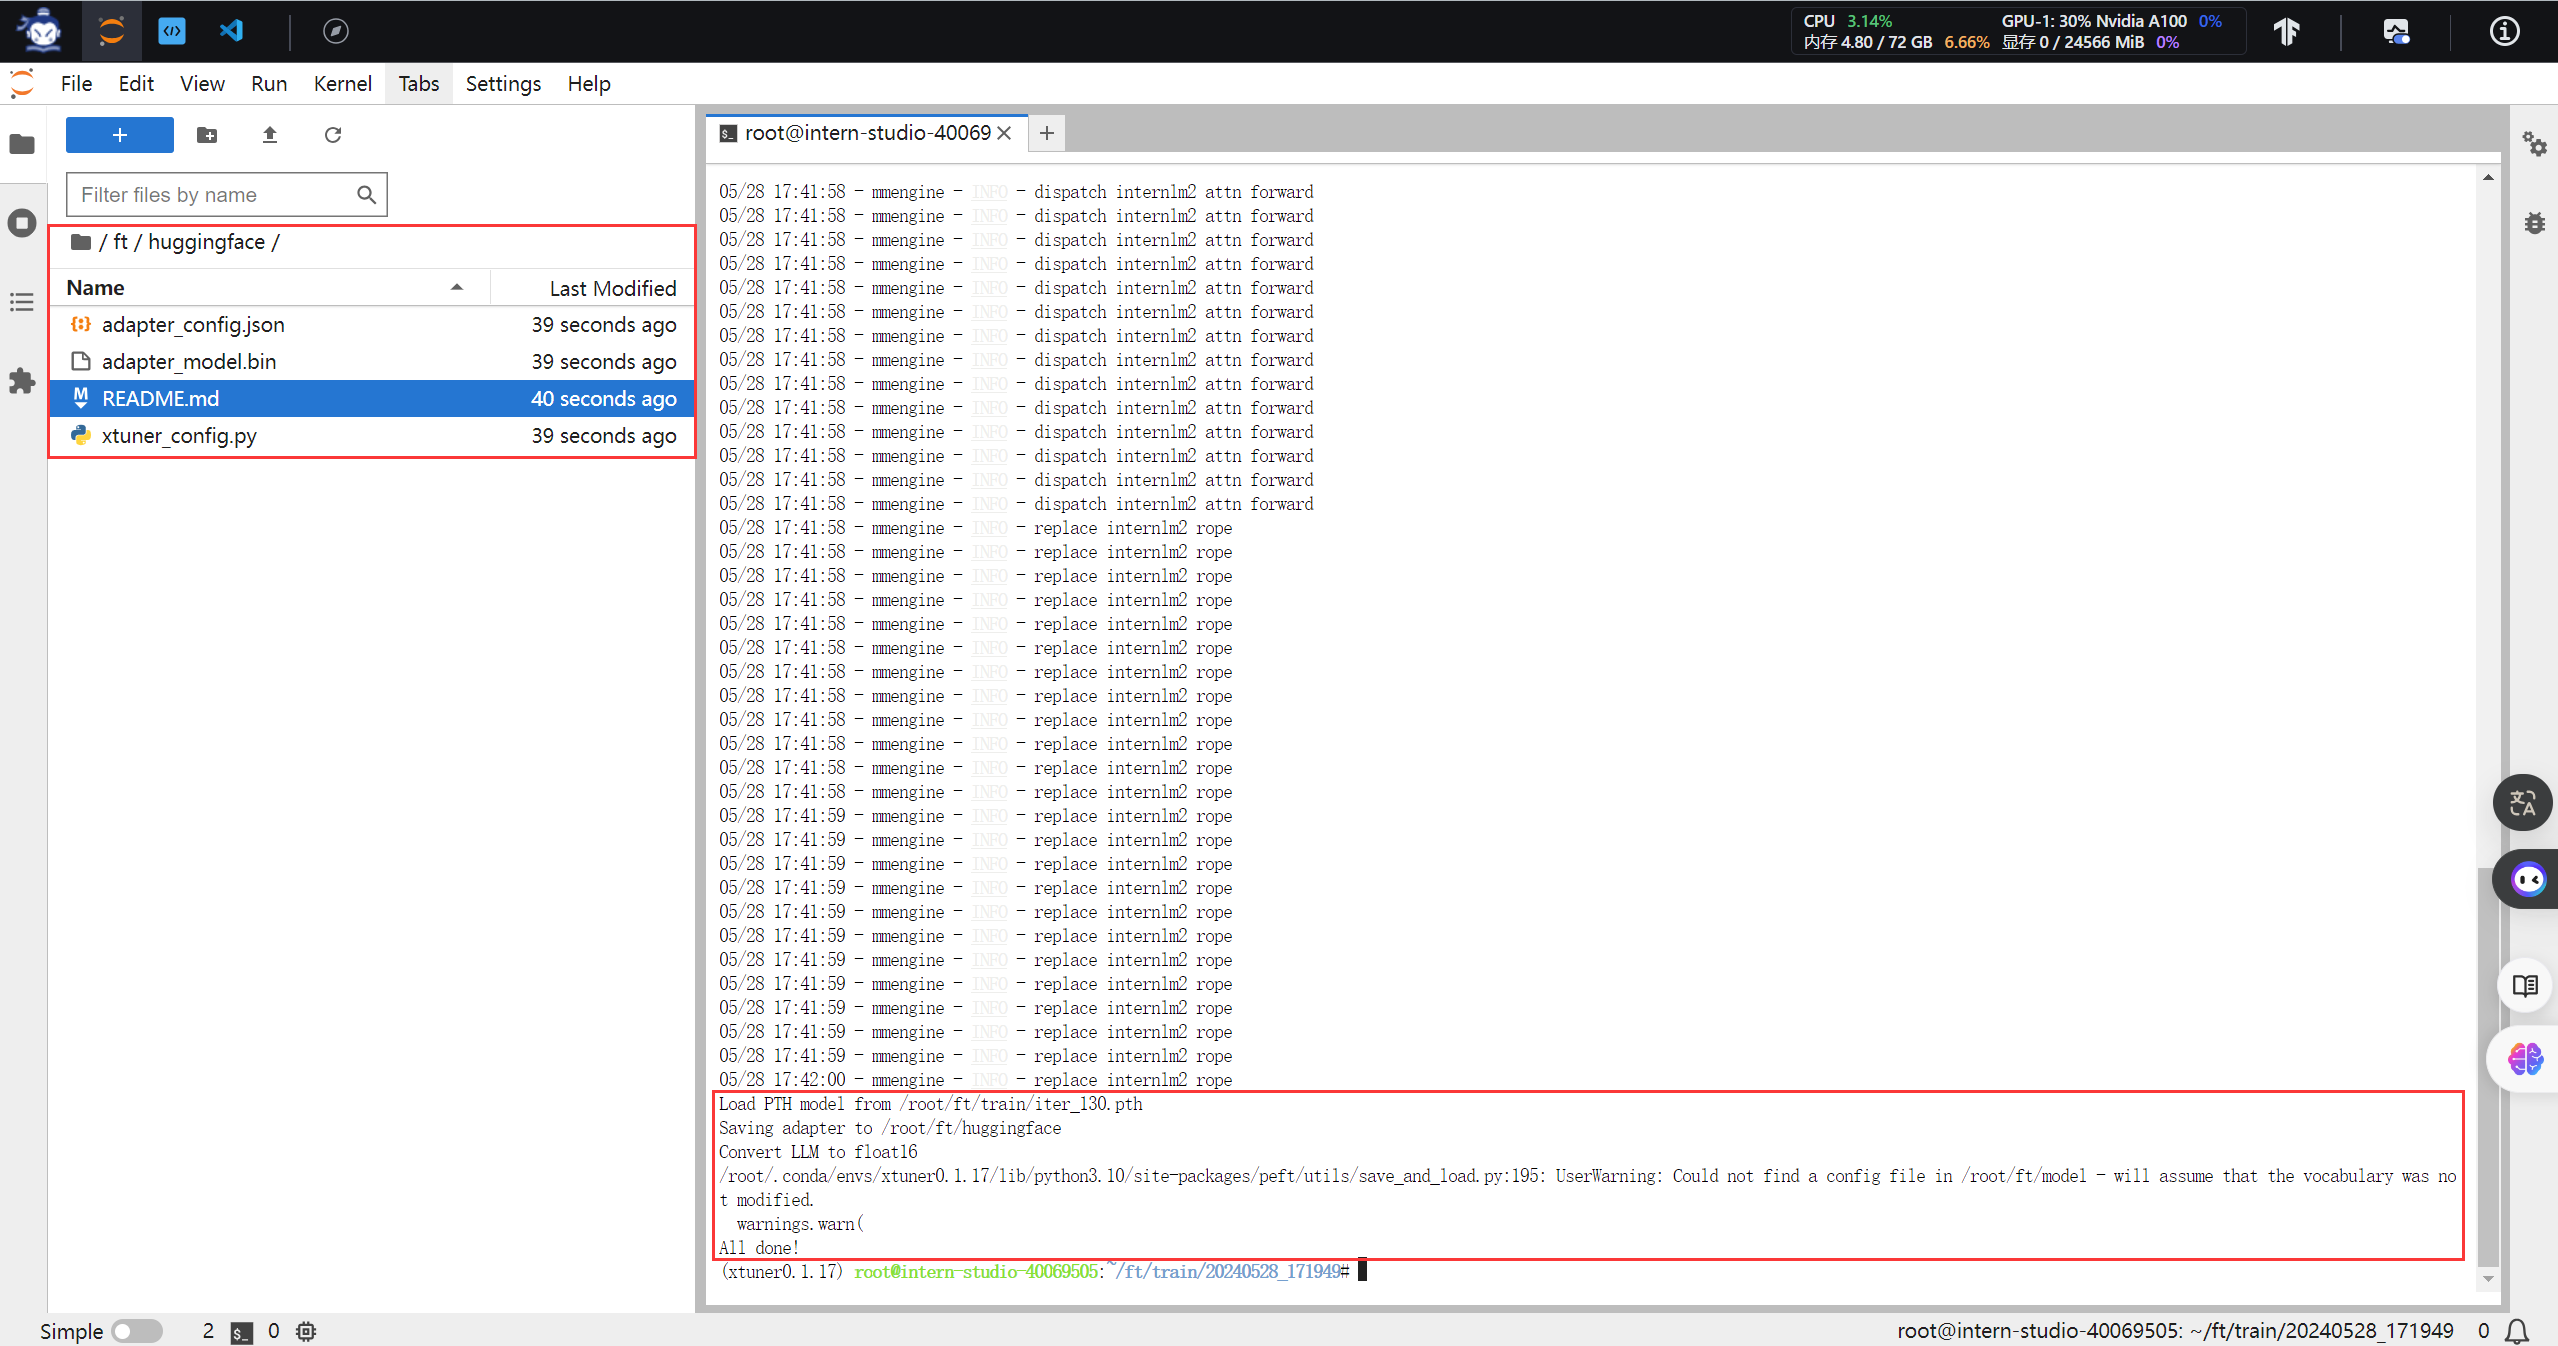 CPU 3.14%
内存 4.80 / 72 GB 6.66%
GPU-1: 30% Nvidia A100 0%
显存 0 / 24566 MiB 0%
File Edit View Run Kernel Tabs Settings Help
Filter files by name
/ ft / huggingface /
Name Last Modified
adapter_config.json 39 seconds ago
adapter_model.bin 39 seconds ago
README.md 40 seconds ago
xtuner_config.py 39 seconds ago
root@intern-studio-40069
05/28 17:41:58 - mmengine - INFO - dispatch internlm2 attn forward
05/28 17:41:58 - mmengine - INFO - dispatch internlm2 attn forward
05/28 17:41:58 - mmengine - INFO - dispatch internlm2 attn forward
05/28 17:41:58 - mmengine - INFO - dispatch internlm2 attn forward
05/28 17:41:58 - mmengine - INFO - dispatch internlm2 attn forward
05/28 17:41:58 - mmengine - INFO - dispatch internlm2 attn forward
05/28 17:41:58 - mmengine - INFO - dispatch internlm2 attn forward
05/28 17:41:58 - mmengine - INFO - dispatch internlm2 attn forward
05/28 17:41:58 - mmengine - INFO - dispatch internlm2 attn forward
05/28 17:41:58 - mmengine - INFO - dispatch internlm2 attn forward
05/28 17:41:58 - mmengine - INFO - dispatch internlm2 attn forward
05/28 17:41:58 - mmengine - INFO - dispatch internlm2 attn forward
05/28 17:41:58 - mmengine - INFO - dispatch internlm2 attn forward
05/28 17:41:58 - mmengine - INFO - dispatch internlm2 attn forward
05/28 17:41:58 - mmengine - INFO - replace internlm2 rope
05/28 17:41:58 - mmengine - INFO - replace internlm2 rope
05/28 17:41:58 - mmengine - INFO - replace internlm2 rope
05/28 17:41:58 - mmengine - INFO - replace internlm2 rope
05/28 17:41:58 - mmengine - INFO - replace internlm2 rope
05/28 17:41:58 - mmengine - INFO - replace internlm2 rope
05/28 17:41:58 - mmengine - INFO - replace internlm2 rope
05/28 17:41:58 - mmengine - INFO - replace internlm2 rope
05/28 17:41:58 - mmengine - INFO - replace internlm2 rope
05/28 17:41:58 - mmengine - INFO - replace internlm2 rope
05/28 17:41:58 - mmengine - INFO - replace internlm2 rope
05/28 17:41:58 - mmengine - INFO - replace internlm2 rope
05/28 17:41:59 - mmengine - INFO - replace internlm2 rope
05/28 17:41:59 - mmengine - INFO - replace internlm2 rope
05/28 17:41:59 - mmengine - INFO - replace internlm2 rope
05/28 17:41:59 - mmengine - INFO - replace internlm2 rope
05/28 17:41:59 - mmengine - INFO - replace internlm2 rope
05/28 17:41:59 - mmengine - INFO - replace internlm2 rope
05/28 17:41:59 - mmengine - INFO - replace internlm2 rope
05/28 17:41:59 - mmengine - INFO - replace internlm2 rope
05/28 17:41:59 - mmengine - INFO - replace internlm2 rope
05/28 17:41:59 - mmengine - INFO - replace internlm2 rope
05/28 17:41:59 - mmengine - INFO - replace internlm2 rope
05/28 17:42:00 - mmengine - INFO - replace internlm2 rope
Load PTH model from /root/ft/train/iter_130.pth
Saving adapter to /root/ft/huggingface
Convert LLM to float16
/root/.conda/envs/xtuner0.1.17/lib/python3.10/site-packages/peft/utils/save_and_load.py:195: UserWarning: Could not find a config file in /root/ft/model - will assume that the vocabulary was no
t modified.
warnings.warn(
All done!
(xtuner0.1.17) root@intern-studio-40069505:~/ft/train/20240528_171949#
Simple 2 0
root@intern-studio-40069505: ~/ft/train/20240528_171949 0